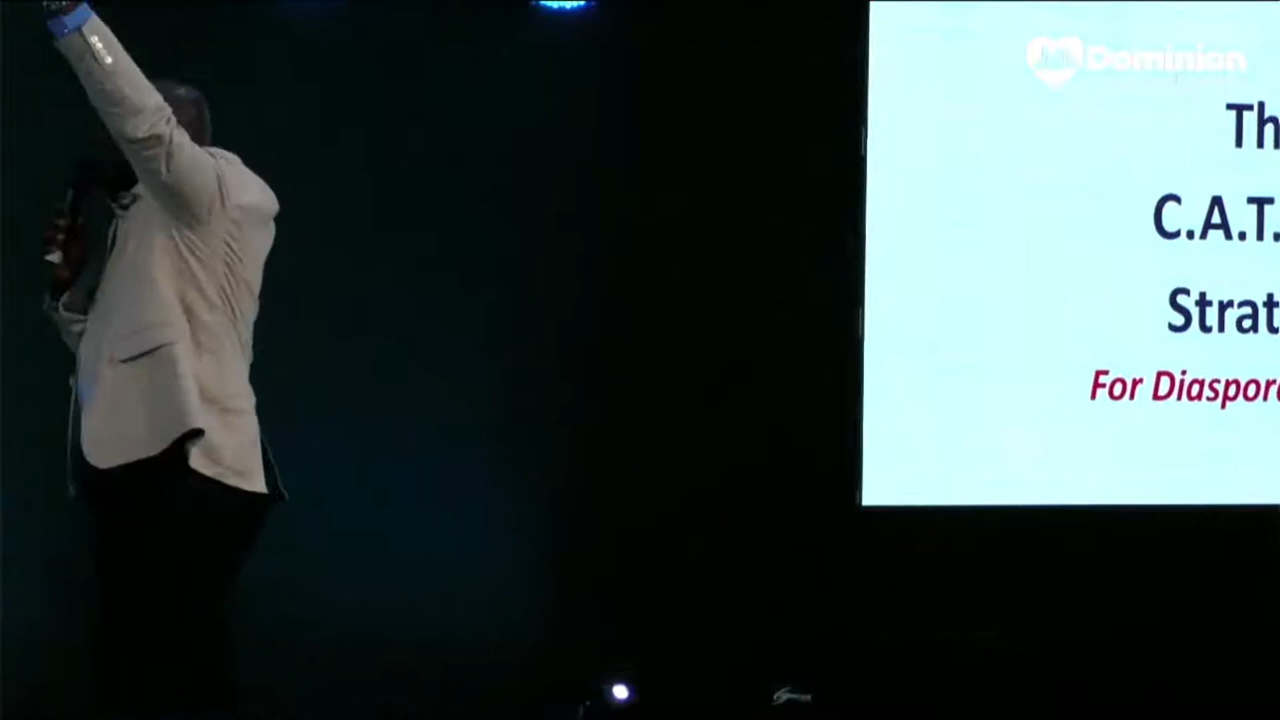 Dominion
Th
C.A.T.
Strat
For Diaspor